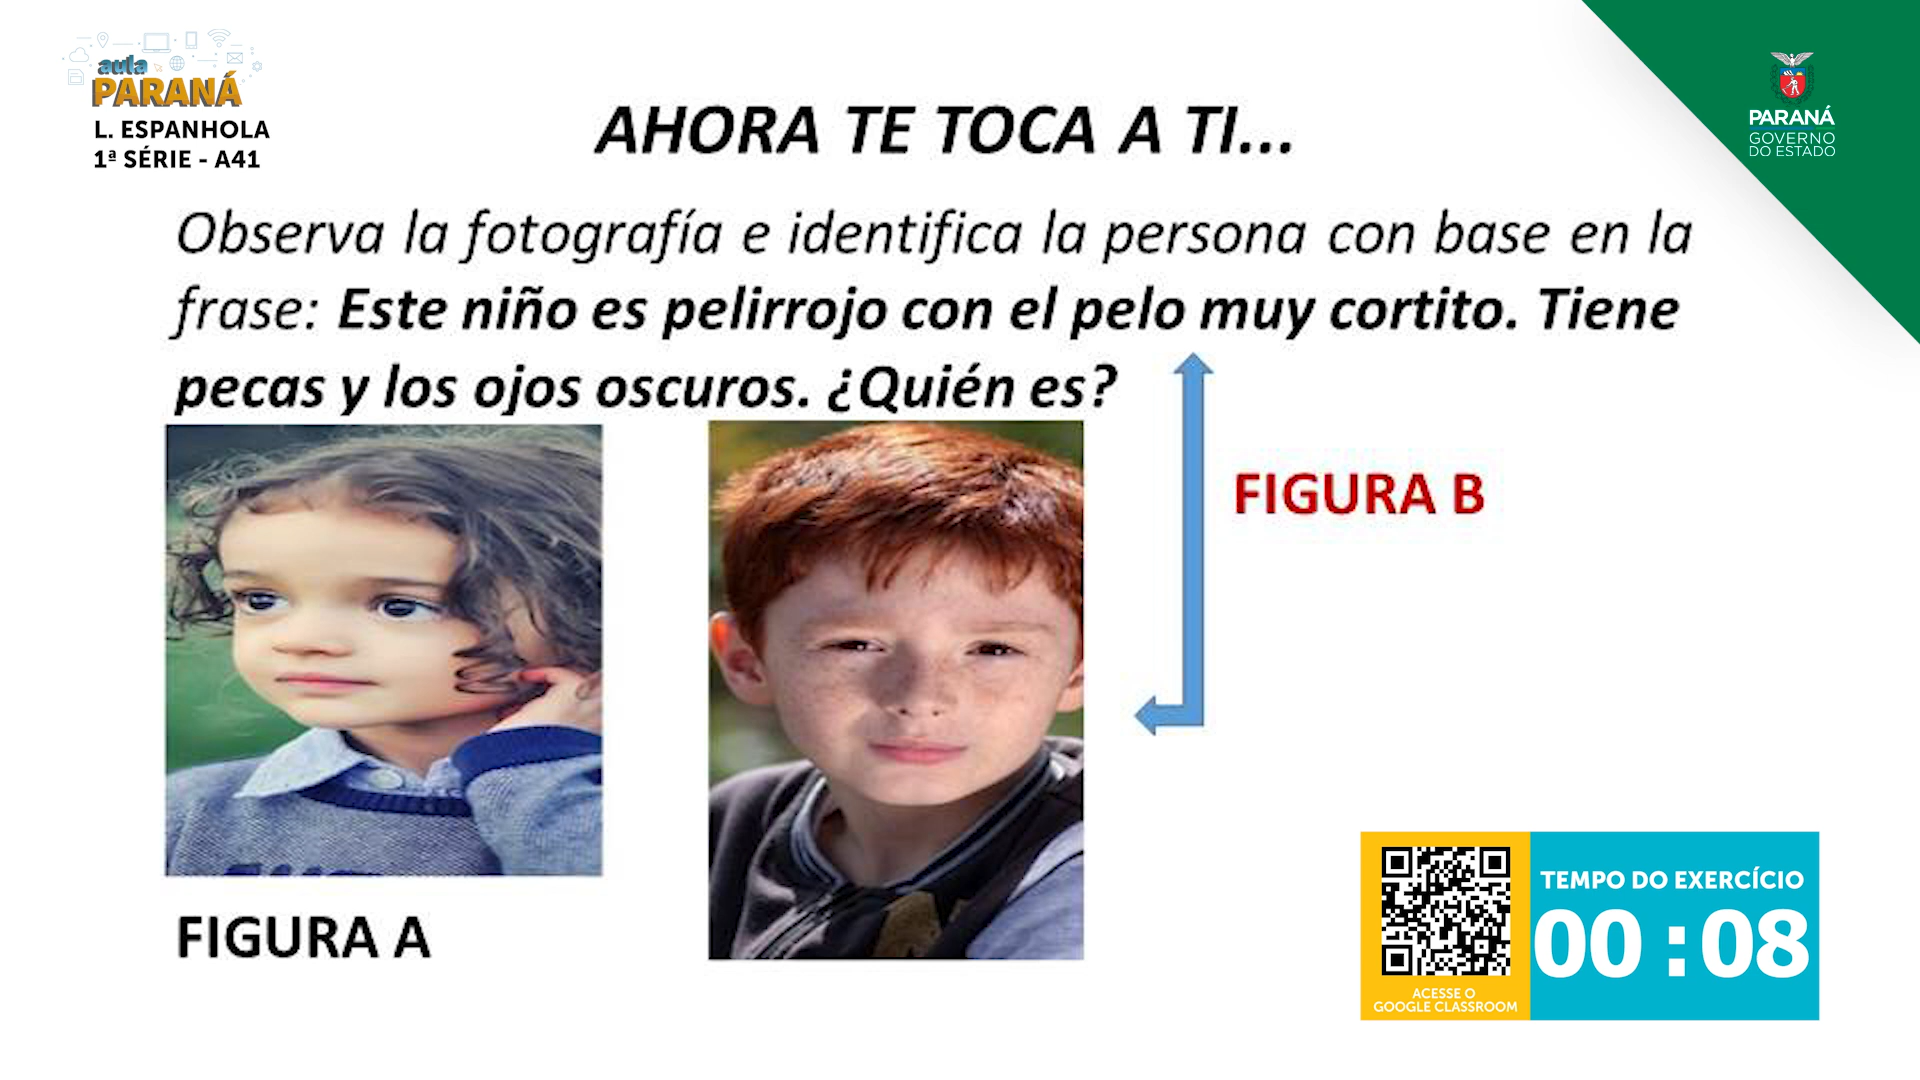 aula
PARANÁ
L. ESPANHOLA
1ª SÉRIE - A41
PARANÁ
GOVERNO
DO ESTADO
AHORA TE TOCA A TI...
Observa la fotografía e identifica la persona con base en la
frase: Este niño es pelirrojo con el pelo muy cortito. Tiene
pecas y los ojos oscuros. ¿Quién es?
FIGURA B
FIGURA A
TEMPO DO EXERCÍCIO
00 : 08
ACESSE O
GOOGLE CLASSROOM